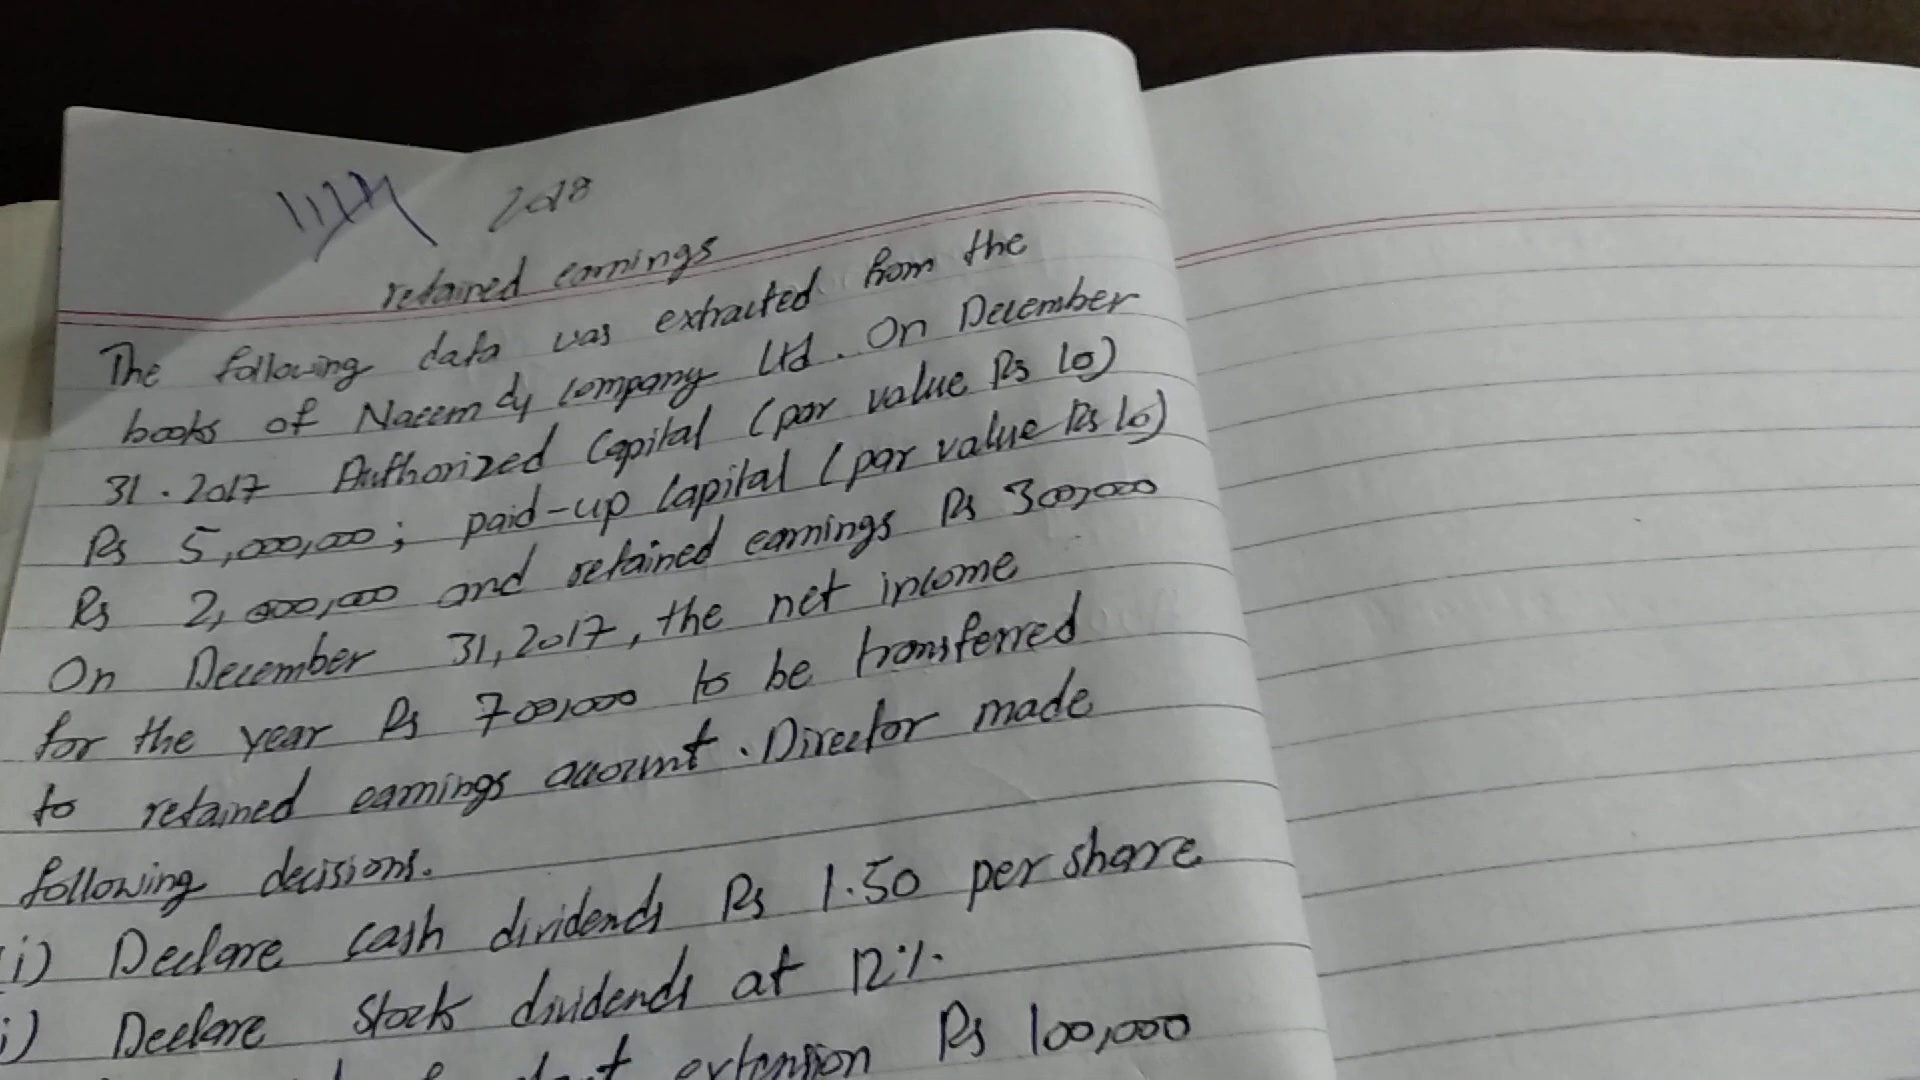 2018
retained earnings
The following data was extracted from the
books of Naeem company Ltd. On December
31.2017 Authorized Capital (par value Rs 10)
Rs 5,000,000; paid-up capital (par value Rs 10)
Rs 2,000,000 and retained earnings Rs 300,000
On December 31, 2017, the net income
for the year Rs 700,000 to be transferred
to retained earnings account. Director made
following decisions.
i) Declare cash dividends Rs 1.50 per share
i) Declare stock dividends at 12%.
extension Rs 100,000